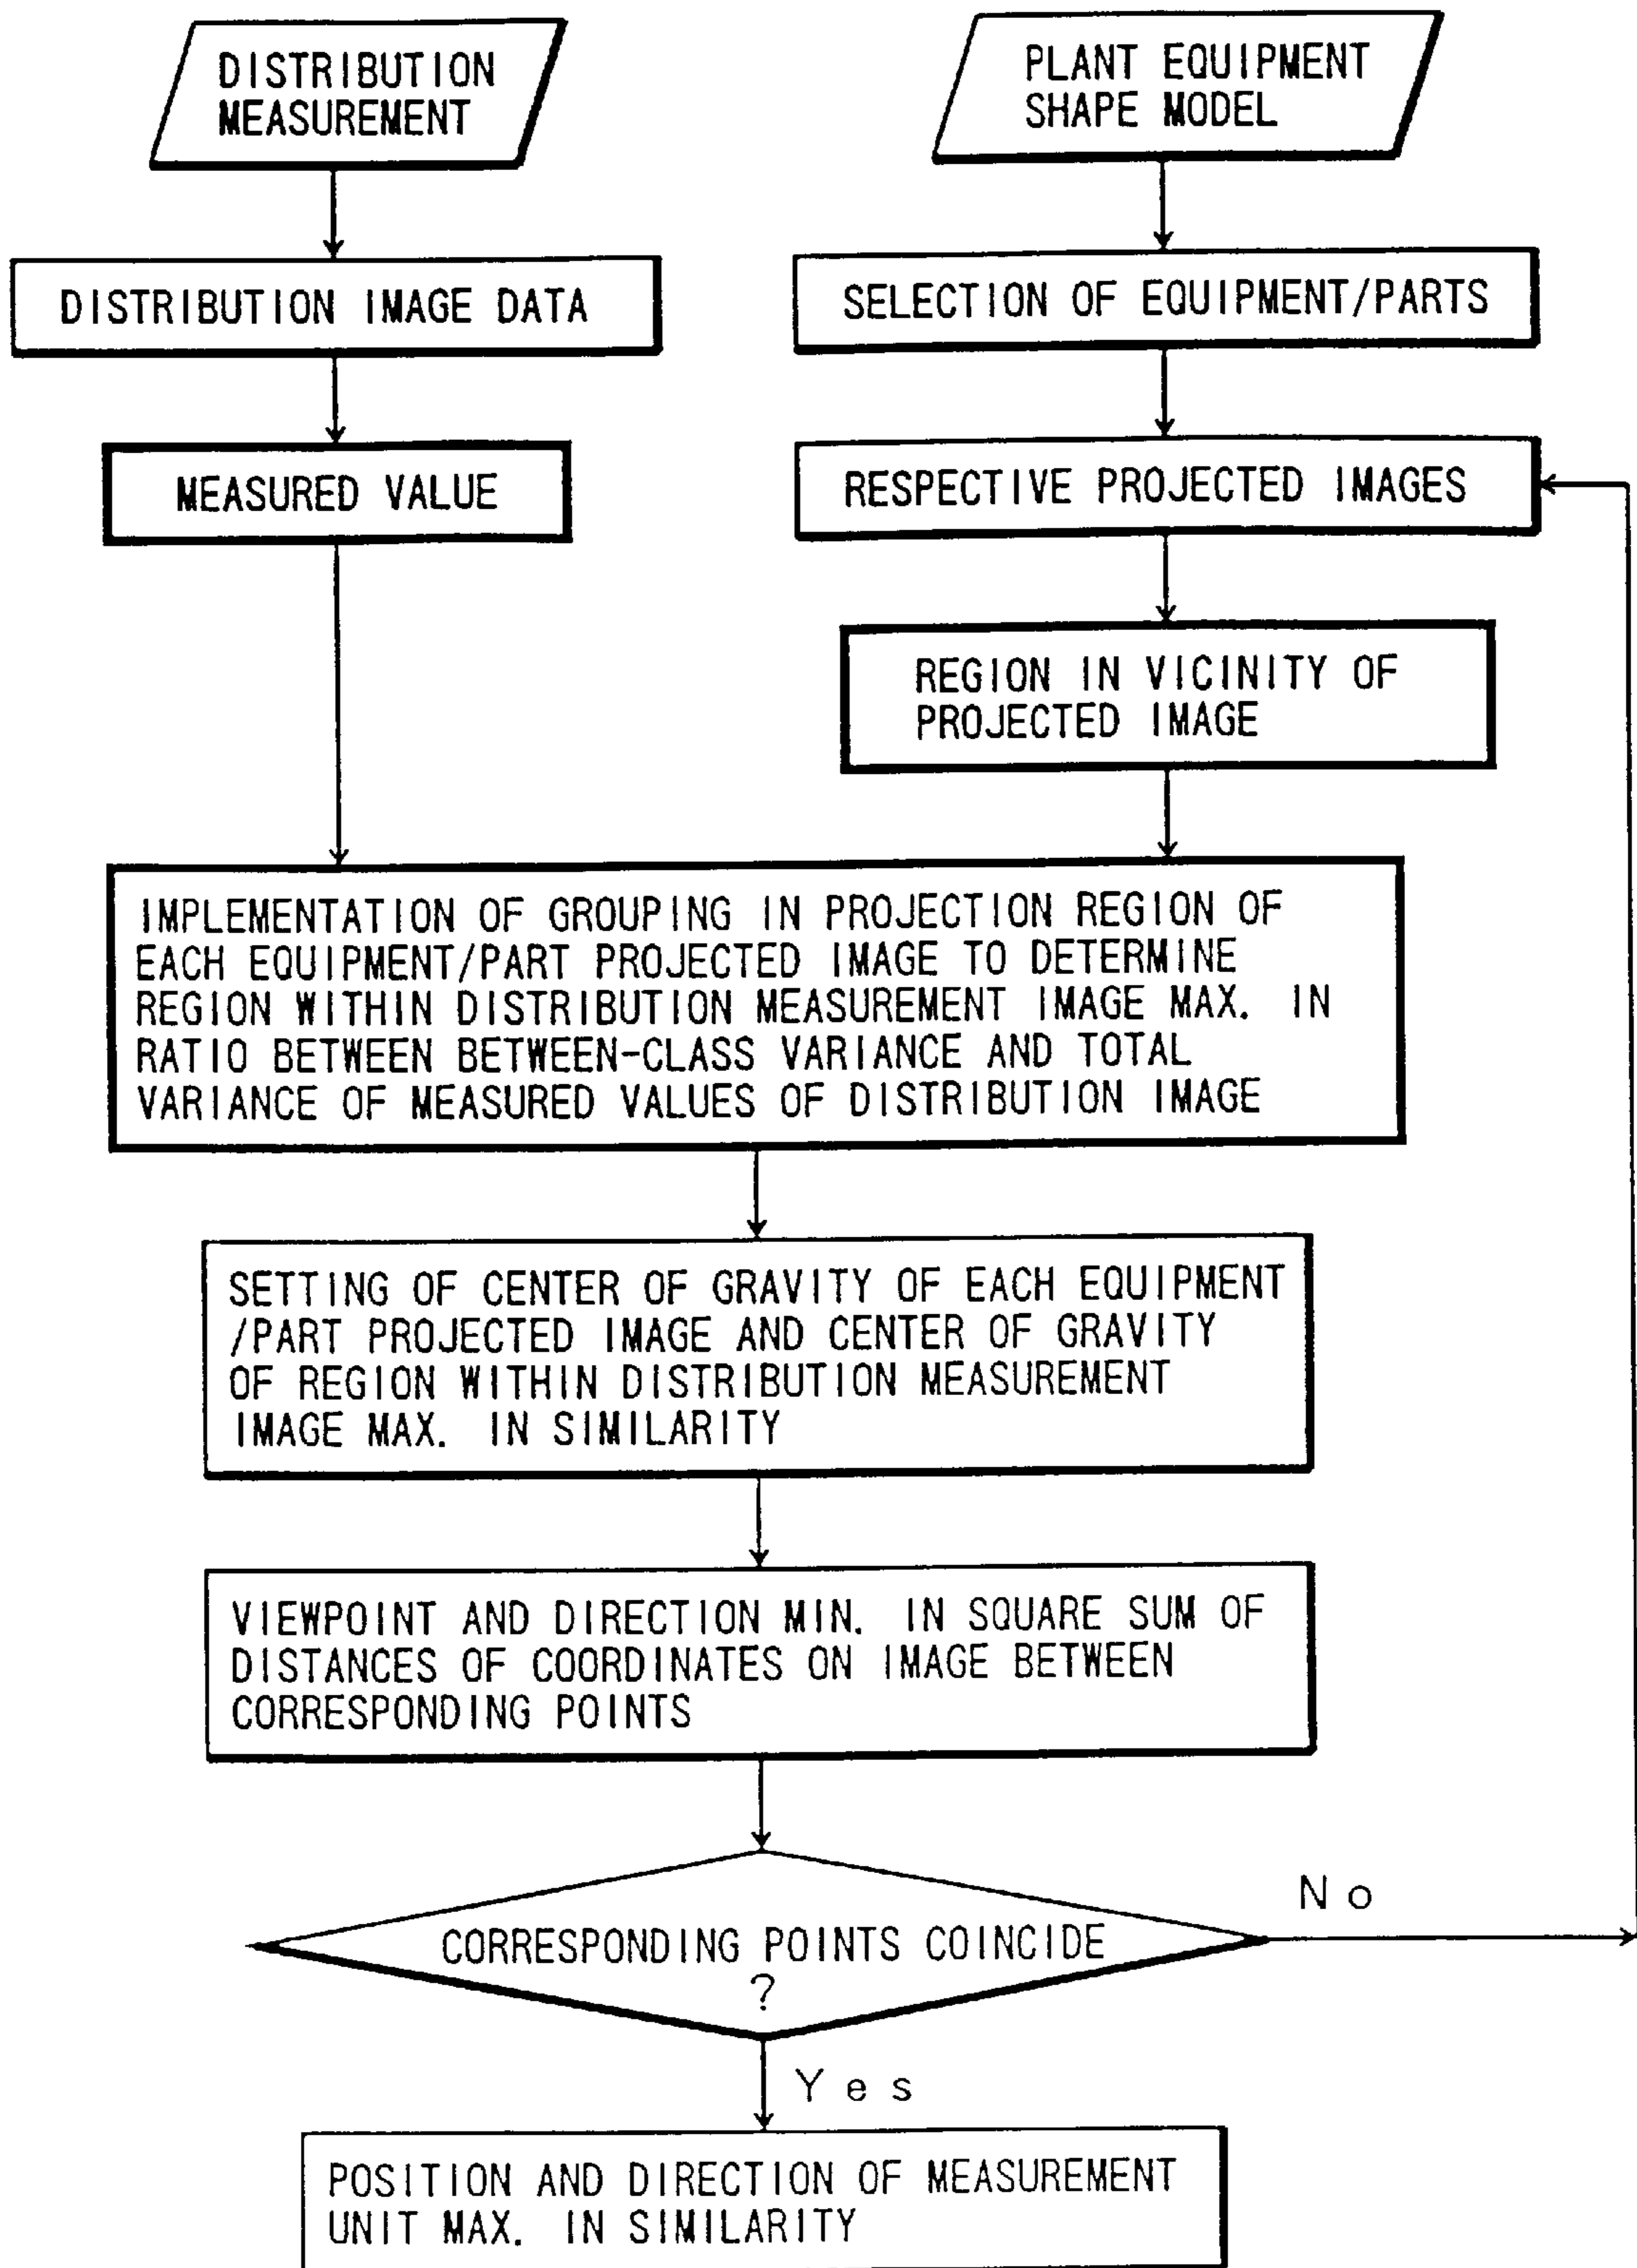 DISTRIBUTION
MEASUREMENT
PLANT EQUIPMENT
SHAPE MODEL
DISTRIBUTION IMAGE DATA
SELECTION OF EQUIPMENT/PARTS
MEASURED VALUE
RESPECTIVE PROJECTED IMAGES
REGION IN VICINITY OF
PROJECTED IMAGE
IMPLEMENTATION OF GROUPING IN PROJECTION REGION OF
EACH EQUIPMENT/PART PROJECTED IMAGE TO DETERMINE
REGION WITHIN DISTRIBUTION MEASUREMENT IMAGE MAX. IN
RATIO BETWEEN BETWEEN-CLASS VARIANCE AND TOTAL
VARIANCE OF MEASURED VALUES OF DISTRIBUTION IMAGE
SETTING OF CENTER OF GRAVITY OF EACH EQUIPMENT
/PART PROJECTED IMAGE AND CENTER OF GRAVITY
OF REGION WITHIN DISTRIBUTION MEASUREMENT
IMAGE MAX. IN SIMILARITY
VIEWPOINT AND DIRECTION MIN. IN SQUARE SUM OF
DISTANCES OF COORDINATES ON IMAGE BETWEEN
CORRESPONDING POINTS
No
CORRESPONDING POINTS COINCIDE
?
Yes
POSITION AND DIRECTION OF MEASUREMENT
UNIT MAX. IN SIMILARITY